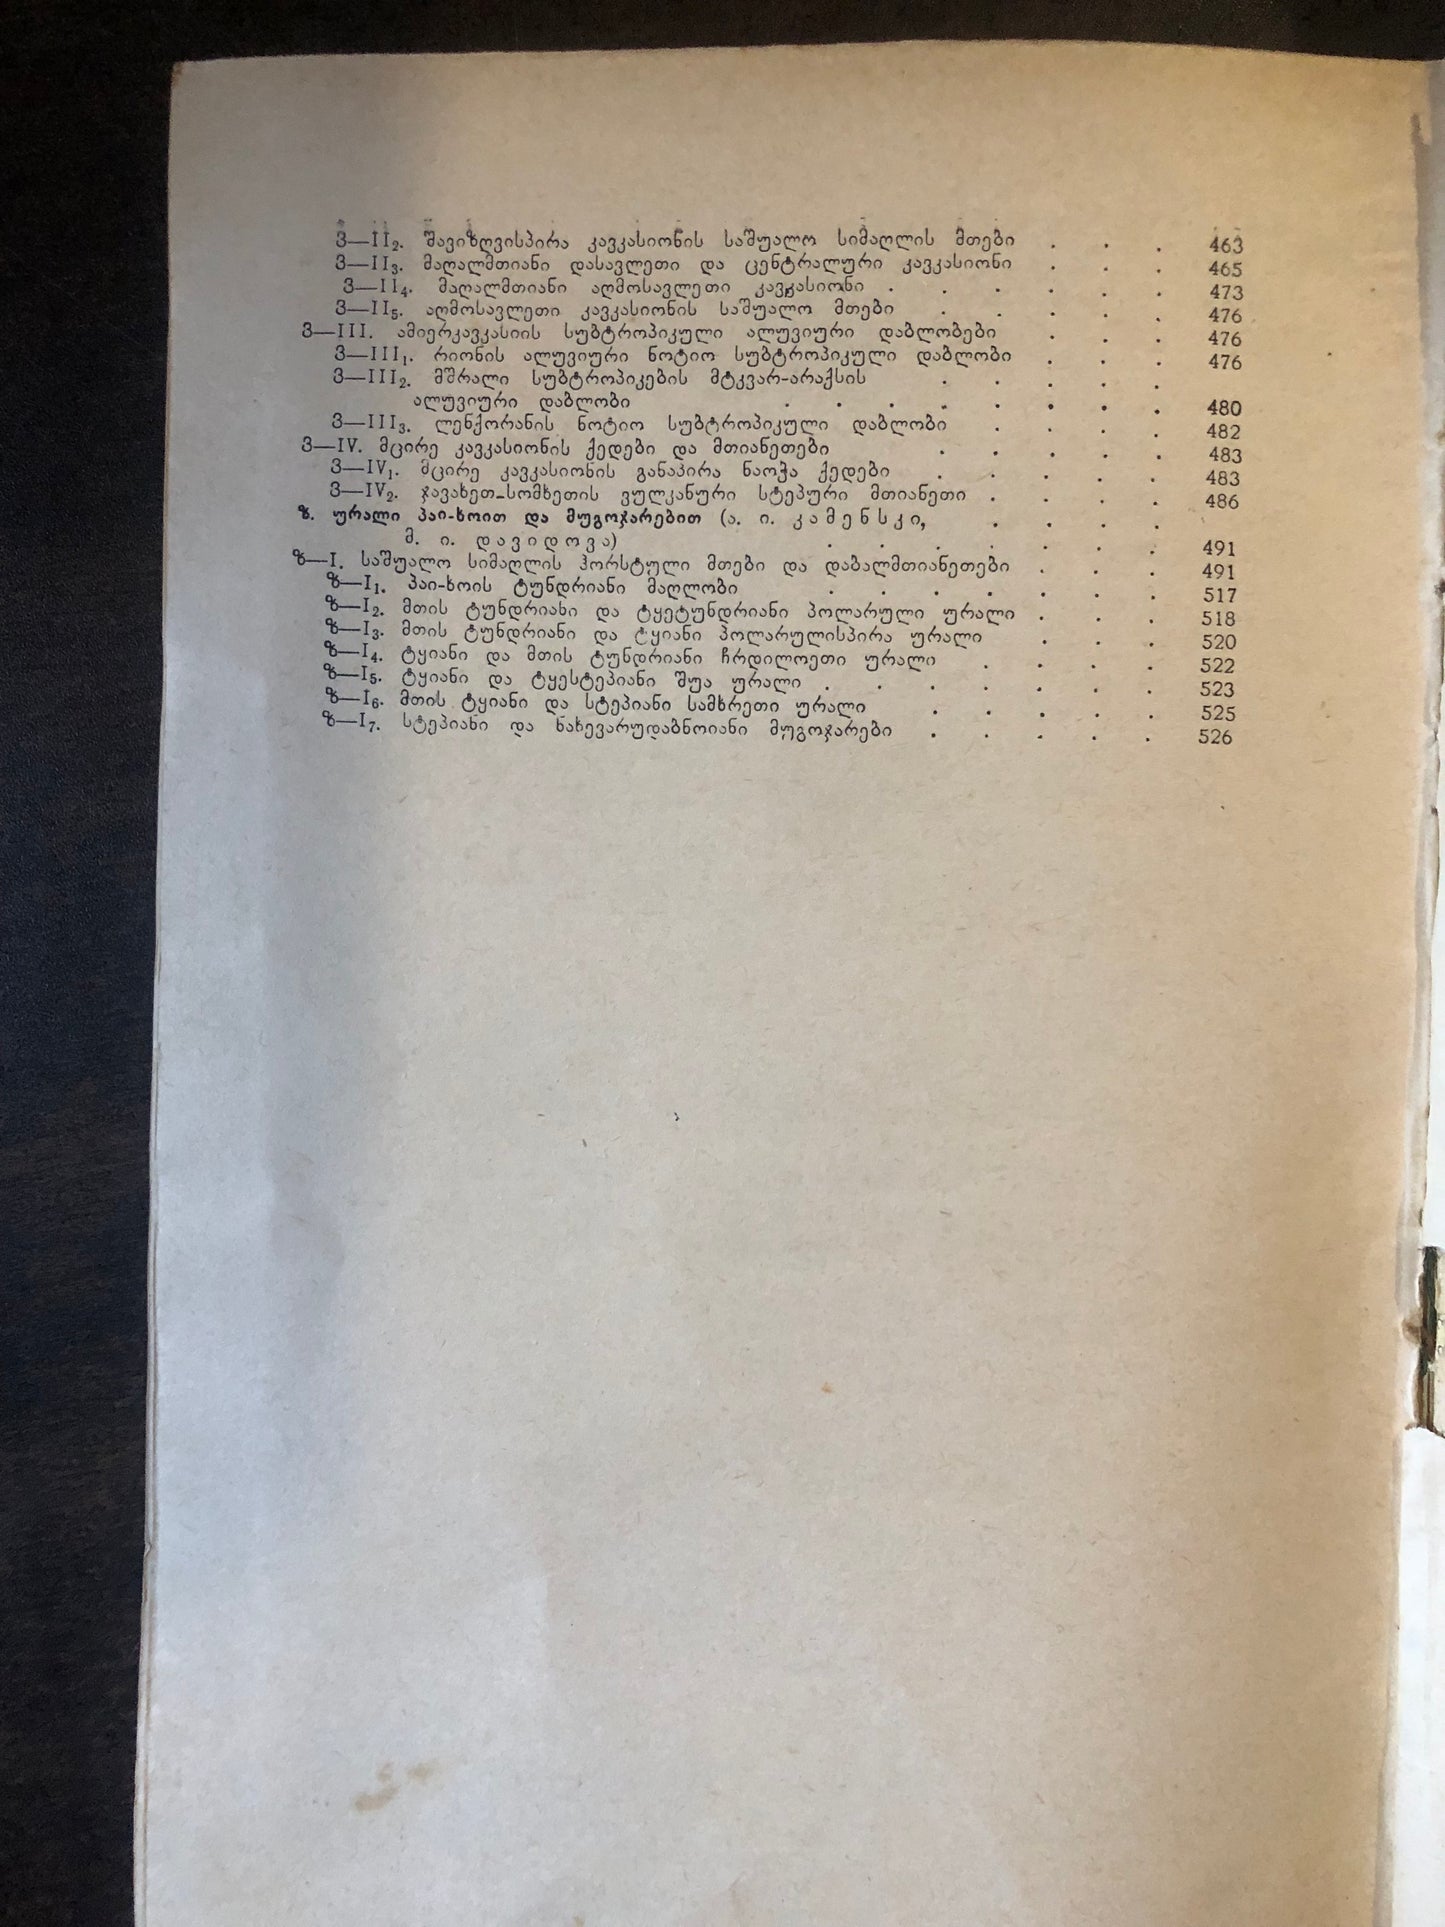 ვ—II₂. შავიზღვისპირა კავკასიონის საშუალო სიმაღლის მთები . . . 463
ვ—II₃. მაღალმთიანი დასავლეთი და ცენტრალური კავკასიონი . . . 465
ვ—II₄. მაღალმთიანი აღმოსავლეთი კავკასიონი . . . . . . 473
ვ—II₅. აღმოსავლეთი კავკასიონის საშუალო მთები . . . . . 476
ვ—III. ამიერკავკასიის სუბტროპიკული ალუვიური დაბლობები . . . 476
ვ—III₁. რიონის ალუვიური ნოტიო სუბტროპიკული დაბლობი . . . 476
ვ—III₂. მშრალი სუბტროპიკების მტკვარ-არაქსის . . . . .
ალუვიური დაბლობი . . . . . . . . 480
ვ—III₃. ლენქორანის ნოტიო სუბტროპიკული დაბლობი . . . . 482
ვ—IV. მცირე კავკასიონის ქედები და მთიანეთები . . . . . 483
ვ—IV₁. მცირე კავკასიონის განაპირა ნაოჭა ქედები . . . . . 483
ვ—IV₂. ჯავახეთ-სომხეთის ვულკანური სტეპური მთიანეთი . . . . 486
ზ. ურალი პაი-ხოით და მუგოჯარებით (ა. ი. კამენსკი, . . . .
მ. ი. დავიდოვა) . . . . . . . 491
ზ—I. საშუალო სიმაღლის ჰორსტული მთები და დაბალმთიანეთები . . . 491
ზ—I₁. პაი-ხოის ტუნდრიანი მაღლობი . . . . . . . 517
ზ—I₂. მთის ტუნდრიანი და ტყეტუნდრიანი პოლარული ურალი . . . 518
ზ—I₃. მთის ტუნდრიანი და ტყიანი პოლარულისპირა ურალი . . . 520
ზ—I₄. ტყიანი და მთის ტუნდრიანი ჩრდილოეთი ურალი . . . . 522
ზ—I₅. ტყიანი და ტყესტეპიანი შუა ურალი . . . . . . . 523
ზ—I₆. მთის ტყიანი და სტეპიანი სამხრეთი ურალი . . . . . 525
ზ—I₇. სტეპიანი და ნახევარუდაბნოიანი მუგოჯარები . . . . . 526